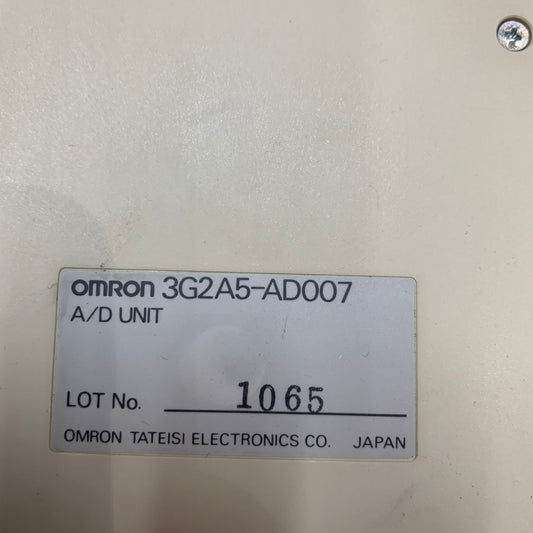 omron 3G2A5-AD007
A/D UNIT
LOT No. 1065
OMRON TATEISI ELECTRONICS CO. JAPAN